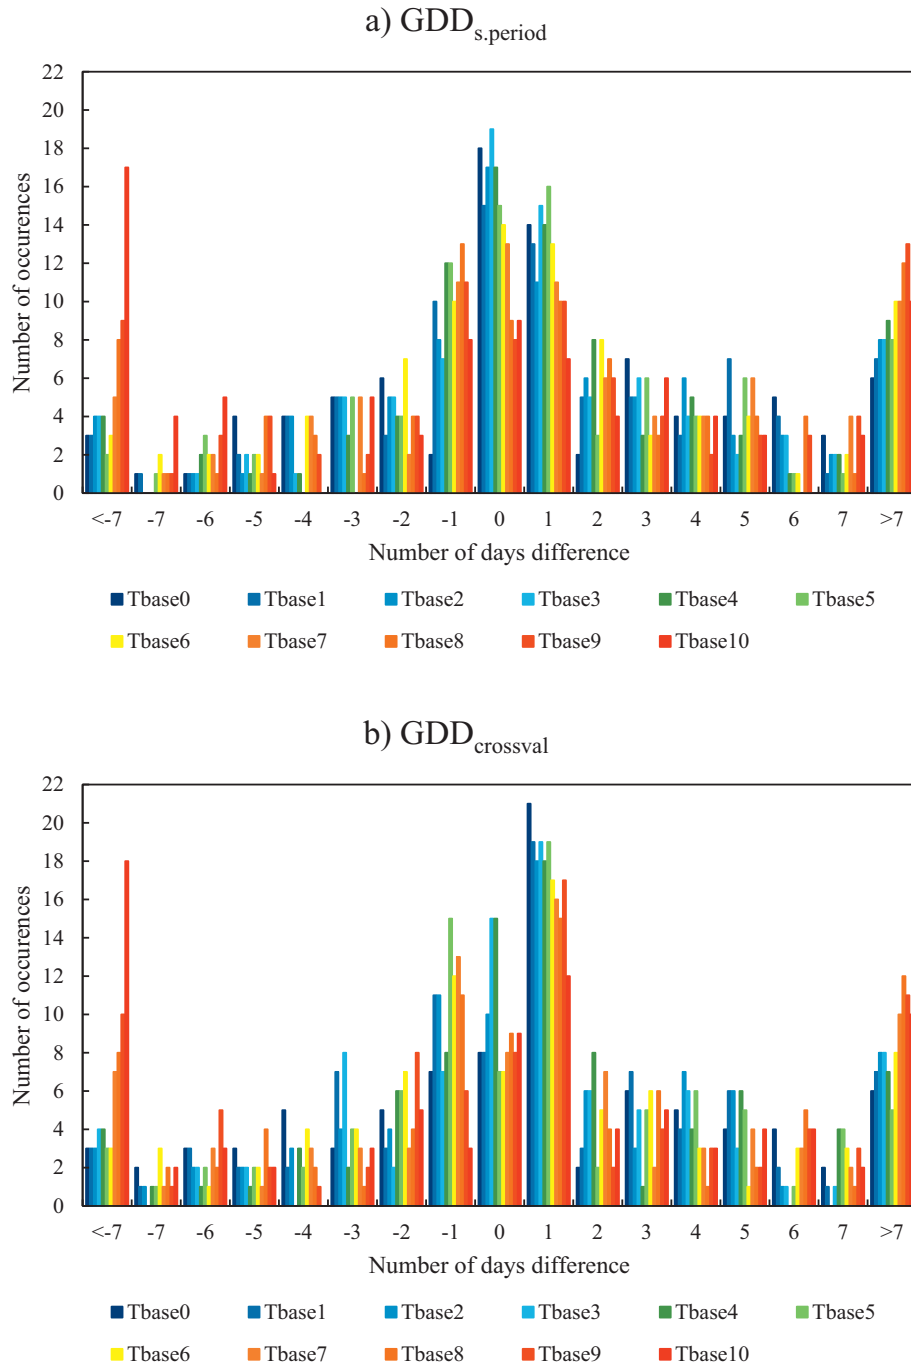 a) GDDs.period
22
20
18
16
14
12
10
8
6
4
2
0
Number of occurences
<-7 -7 -6 -5 -4 -3 -2 -1 0 1 2 3 4 5 6 7 >7
Number of days difference
Tbase0 Tbase1 Tbase2 Tbase3 Tbase4 Tbase5
Tbase6 Tbase7 Tbase8 Tbase9 Tbase10
b) GDDcrossval
22
20
18
16
14
12
10
8
6
4
2
0
Number of occurences
<-7 -7 -6 -5 -4 -3 -2 -1 0 1 2 3 4 5 6 7 >7
Number of days difference
Tbase0 Tbase1 Tbase2 Tbase3 Tbase4 Tbase5
Tbase6 Tbase7 Tbase8 Tbase9 Tbase10